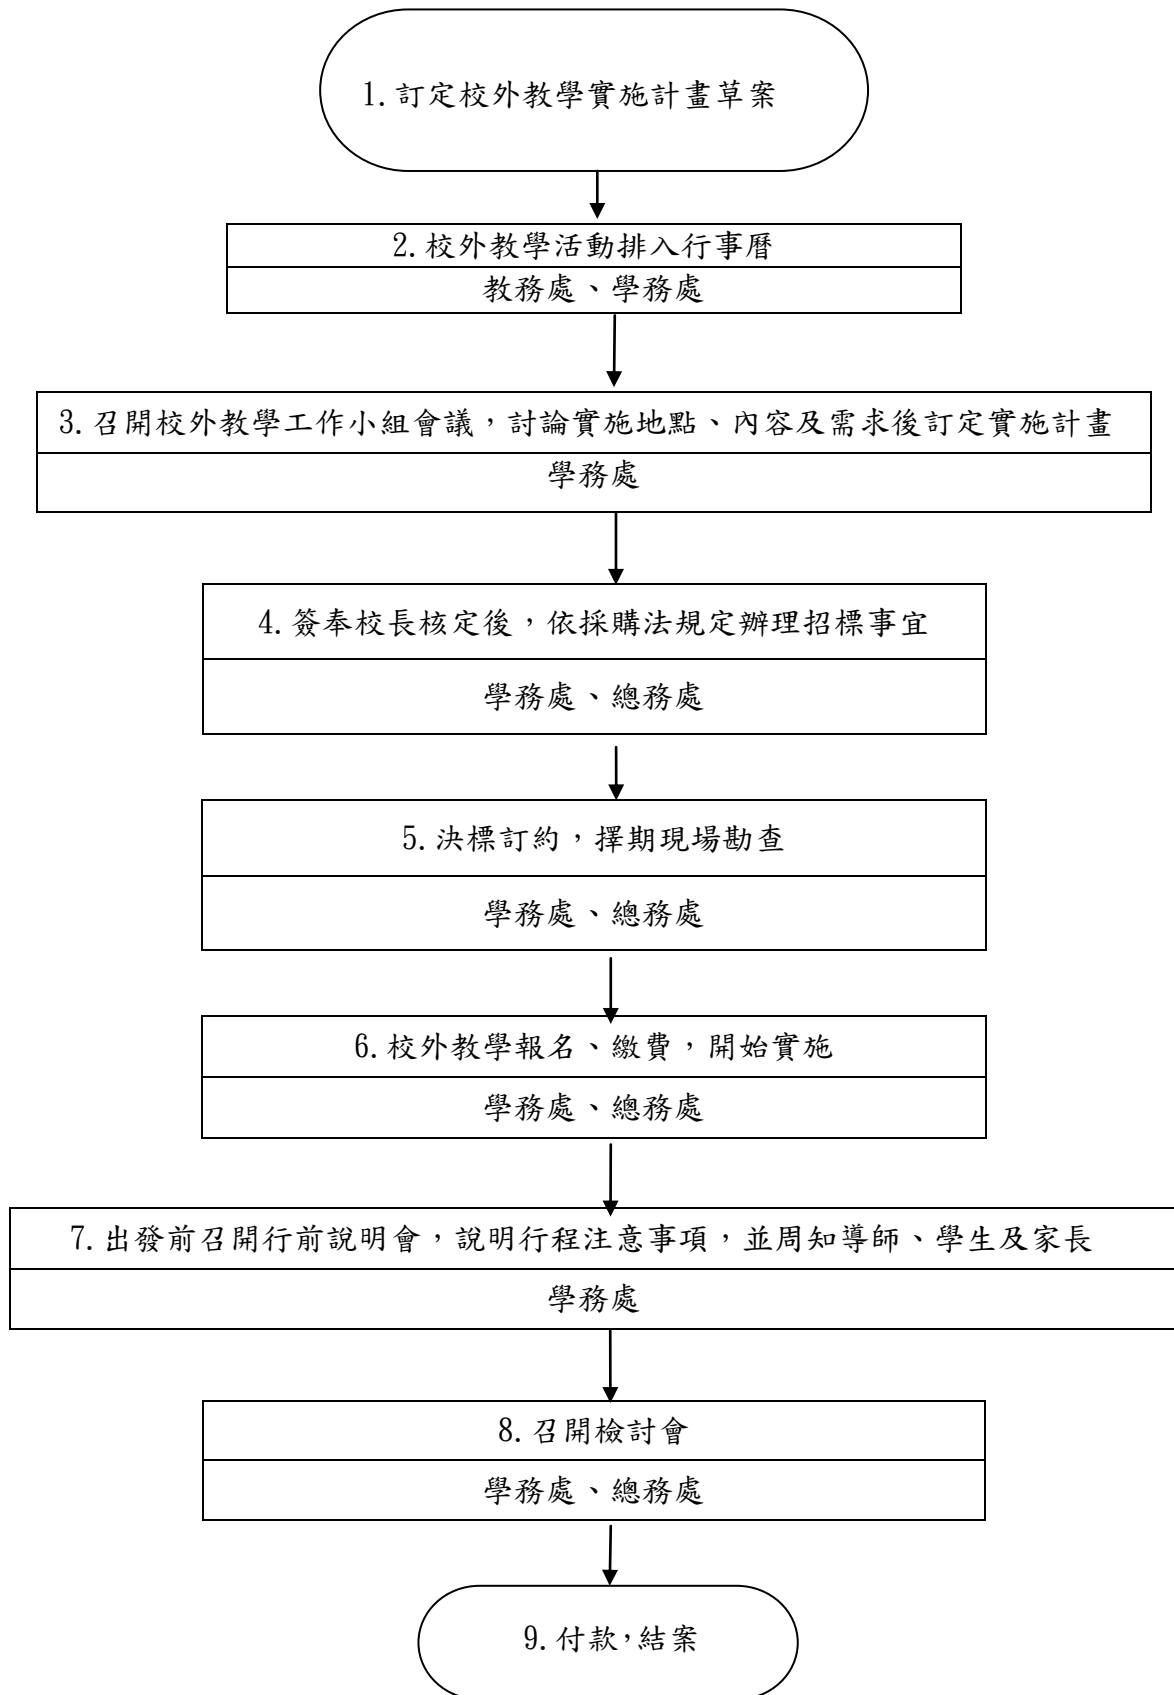 1.訂定校外教學實施計畫草案
2.校外教學活動排入行事曆
教務處、學務處
3.召開校外教學工作小組會議，討論實施地點、內容及需求後訂定實施計畫
學務處
4.簽奉校長核定後，依採購法規定辦理招標事宜
學務處、總務處
5.決標訂約，擇期現場勘查
學務處、總務處
6.校外教學報名、繳費，開始實施
學務處、總務處
7.出發前召開行前說明會，說明行程注意事項，並周知導師、學生及家長
學務處
8.召開檢討會
學務處、總務處
9.付款，結案